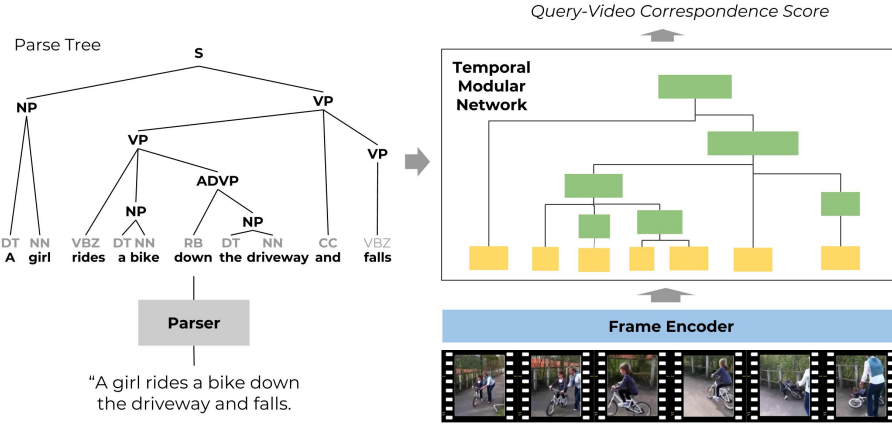 Query-Video Correspondence Score
Parse Tree
S
NP VP
VP VP
ADVP
NP NP
DT NN VBZ DT NN RB DT NN CC VBZ
A girl rides a bike down the driveway and falls
Parser
“A girl rides a bike down
the driveway and falls.
Temporal
Modular
Network
Frame Encoder